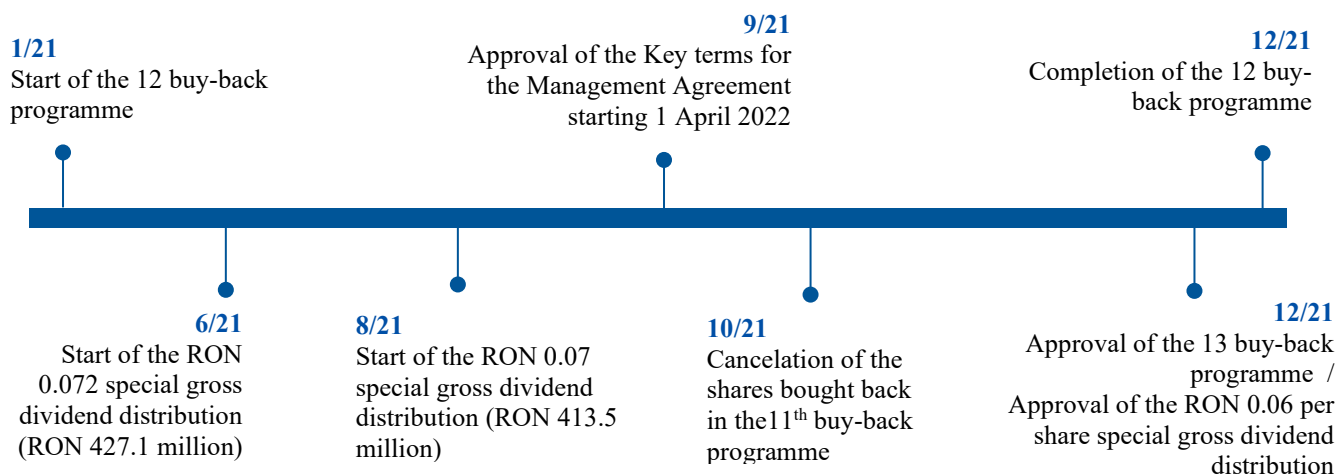 1/21
Start of the 12 buy-back
programme
9/21
Approval of the Key terms for
the Management Agreement
starting 1 April 2022
12/21
Completion of the 12 buy-
back programme
6/21
Start of the RON
0.072 special gross
dividend distribution
(RON 427.1 million)
8/21
Start of the RON 0.07
special gross dividend
distribution (RON 413.5
million)
10/21
Cancelation of the
shares bought back
in the11th buy-back
programme
12/21
Approval of the 13 buy-back
programme /
Approval of the RON 0.06 per
share special gross dividend
distribution